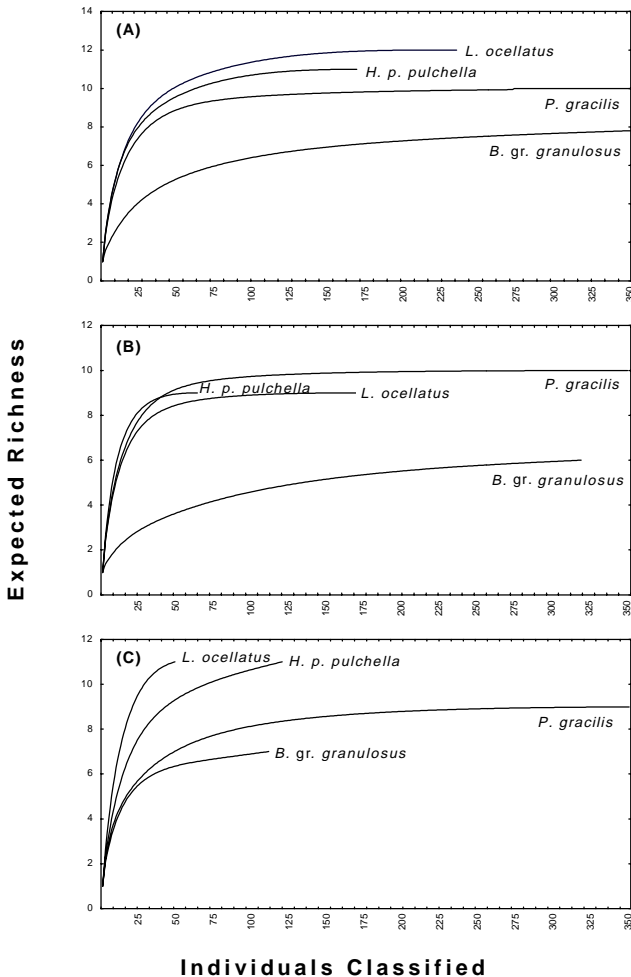 Expected Richness
(A)
14
12
10
8
6
4
2
0
L. ocellatus
H. p. pulchella
P. gracilis
B. gr. granulosus
25 50 75 100 125 150 175 200 225 250 275 300 325 350
(B)
12
10
8
6
4
2
0
H. p. pulchella
L. ocellatus
P. gracilis
B. gr. granulosus
25 50 75 100 125 150 175 200 225 250 275 300 325 350
(C)
12
10
8
6
4
2
0
L. ocellatus
H. p. pulchella
P. gracilis
B. gr. granulosus
25 50 75 100 125 150 175 200 225 250 275 300 325 350
Individuals Classified